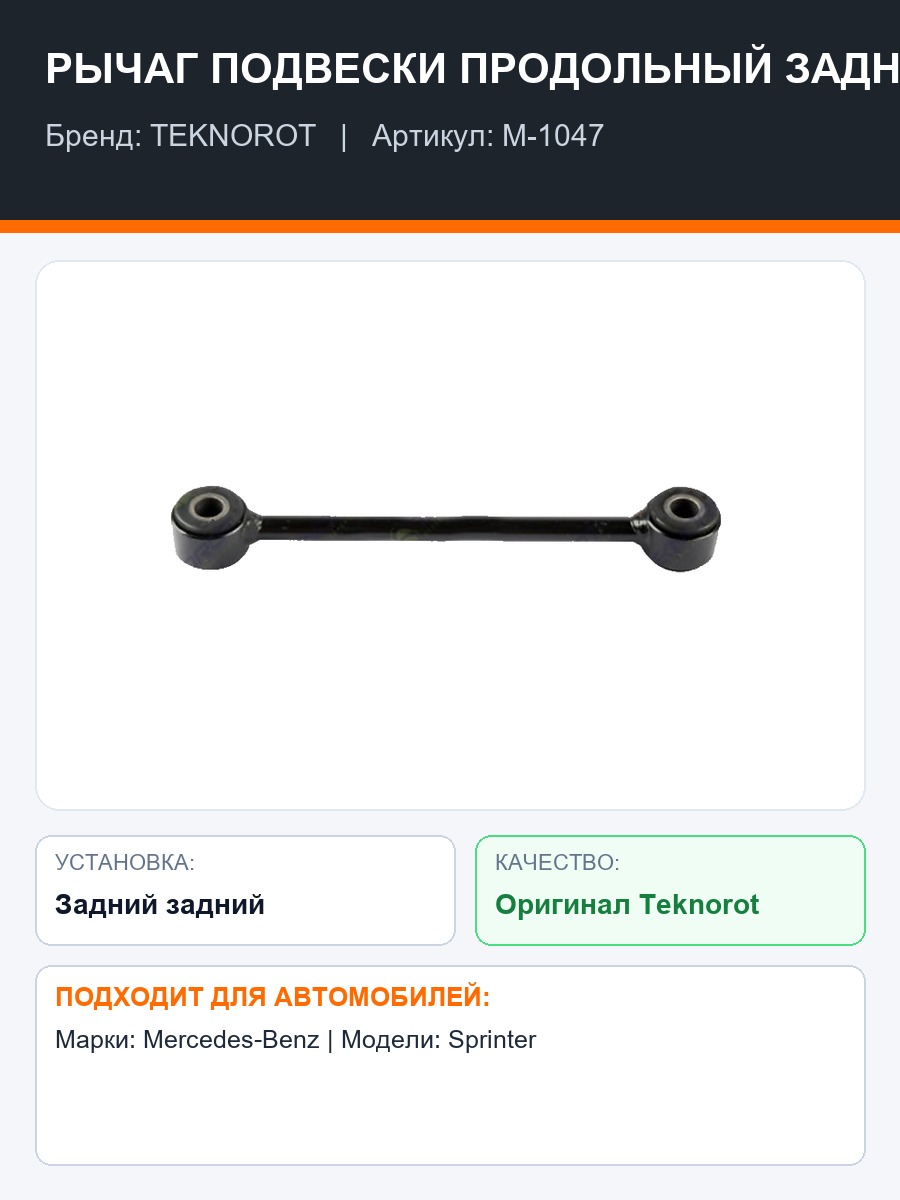 РЫЧАГ ПОДВЕСКИ ПРОДОЛЬНЫЙ ЗАДН
Бренд: TEKNOROT | Артикул: M-1047
УСТАНОВКА:
Задний задний
КАЧЕСТВО:
Оригинал Teknorot
ПОДХОДИТ ДЛЯ АВТОМОБИЛЕЙ:
Марки: Mercedes-Benz | Модели: Sprinter